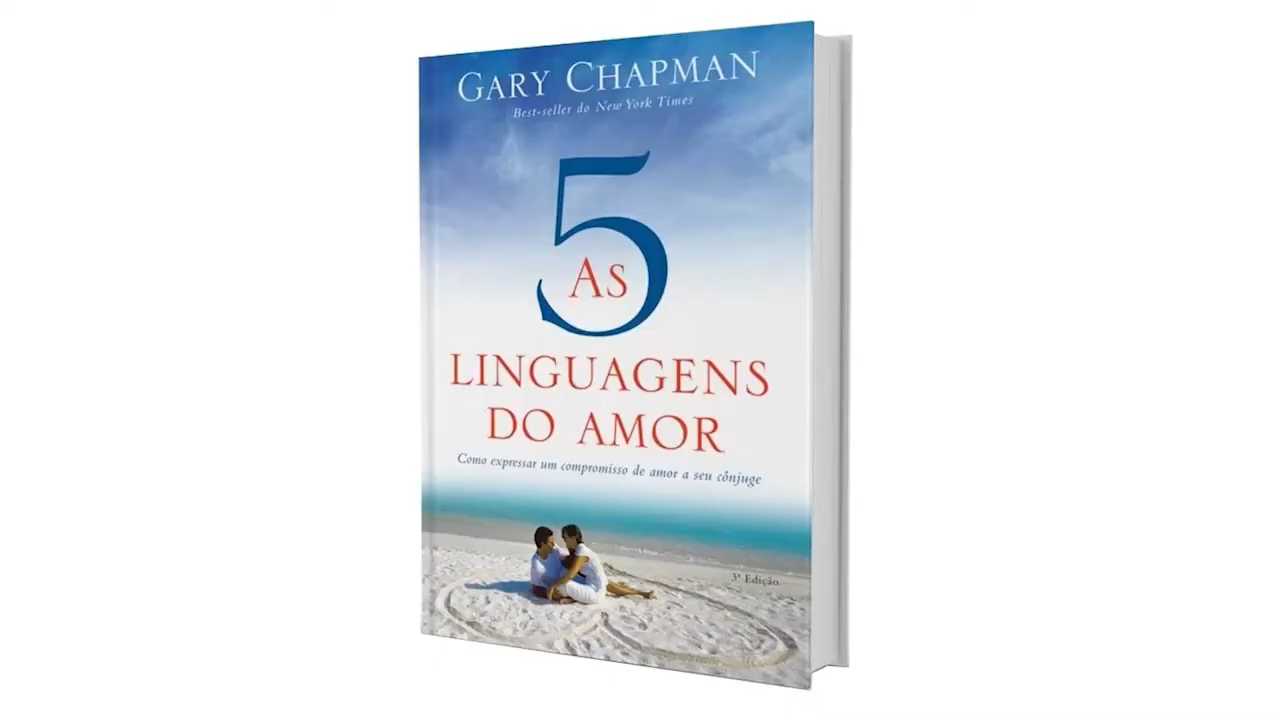 GARY CHAPMAN
Best-seller do New York Times
5
As
LINGUAGENS
DO AMOR
Como expressar um compromisso de amor a seu cônjuge
3ª Edição